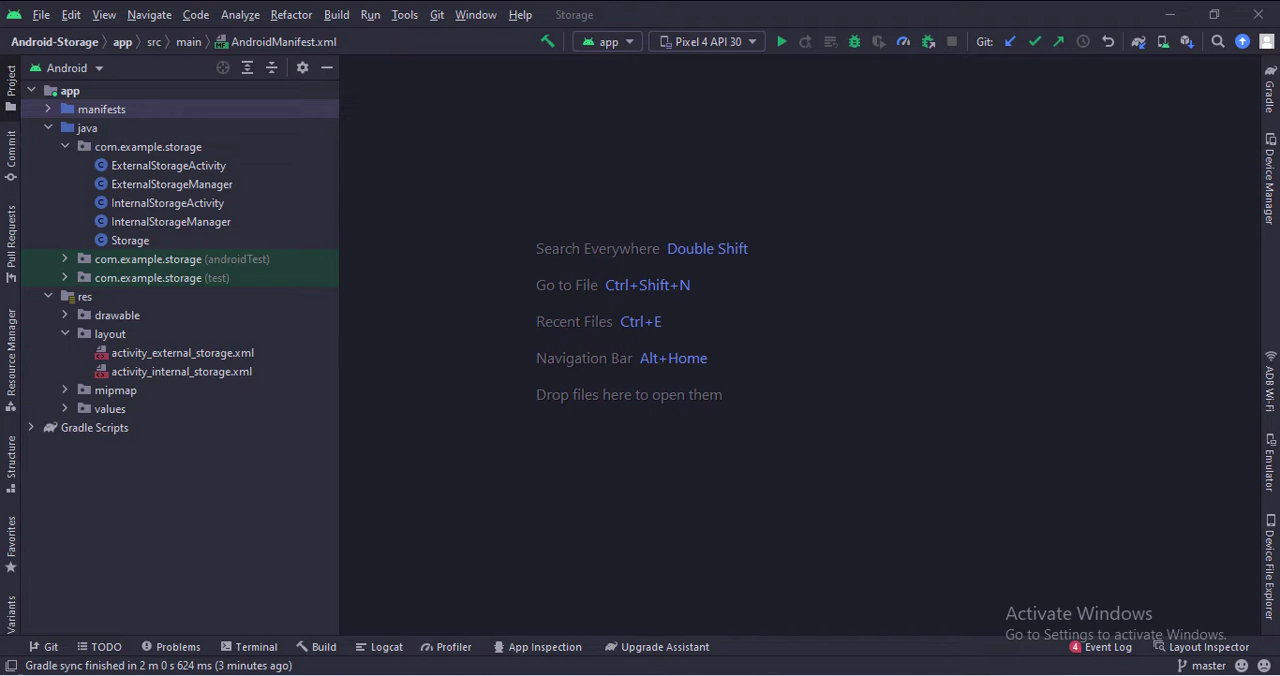 File Edit View Navigate Code Analyze Refactor Build Run Tools Git Window Help Storage
Android-Storage app src main AndroidManifest.xml app Pixel 4 API 30 Git:
Android
app
manifests
java
com.example.storage
ExternalStorageActivity
ExternalStorageManager
InternalStorageActivity
InternalStorageManager
Storage
com.example.storage (androidTest)
com.example.storage (test)
res
drawable
layout
activity_external_storage.xml
activity_internal_storage.xml
mipmap
values
Gradle Scripts
Project
Commit
Pull Requests
Resource Manager
Structure
Favorites
Variants
Search Everywhere Double Shift
Go to File Ctrl+Shift+N
Recent Files Ctrl+E
Navigation Bar Alt+Home
Drop files here to open them
Gradle
Device Manager
ADB Wi-Fi
Emulator
Device File Explorer
Activate Windows
Go to Settings to activate Windows.
Git TODO Problems Terminal Build Logcat Profiler App Inspection Upgrade Assistant 4 Event Log Layout Inspector
Gradle sync finished in 2 m 0 s 624 ms (3 minutes ago) master